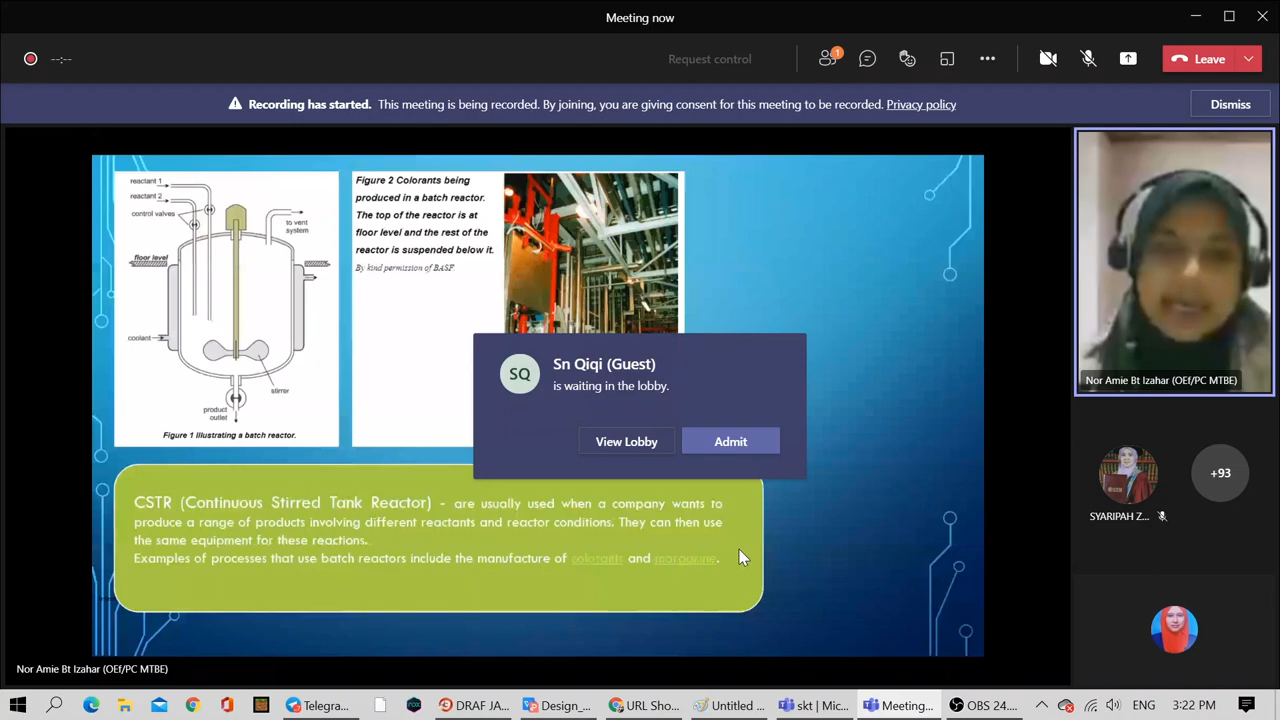 Meeting now
--:--
Request control
1
Leave
Recording has started. This meeting is being recorded. By joining, you are giving consent for this meeting to be recorded. Privacy policy
Dismiss
reactant 1
reactant 2
control valves
to vent
system
floor level
coolant
stirrer
product
outlet
Figure 1 Illustrating a batch reactor.
Figure 2 Colorants being
produced in a batch reactor.
The top of the reactor is at
floor level and the rest of the
reactor is suspended below it.
By kind permission of BASF.
SQ
Sn Qiqi (Guest)
is waiting in the lobby.
View Lobby
Admit
CSTR (Continuous Stirred Tank Reactor) - are usually used when a company wants to
produce a range of products involving different reactants and reactor conditions. They can then use
the same equipment for these reactions.
Examples of processes that use batch reactors include the manufacture of colorants and margarine.
Nor Amie Bt Izahar (OEf/PC MTBE)
Nor Amie Bt Izahar (OEf/PC MTBE)
SYARIPAH Z...
+93
Telegra...
DRAF JA...
Design_...
URL Sho...
Untitled ...
skt | Mic...
Meeting...
OBS 24....
ENG
3:22 PM